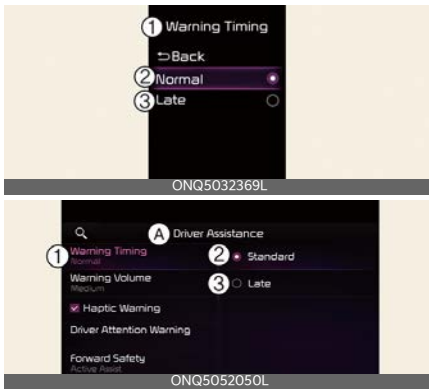 ① Warning Timing
⮌Back
② Normal
③ Late
ONQ5032369L
Ⓐ Driver Assistance
① Warning Timing
Normal
② Standard
Warning Volume
Medium
③ Late
Haptic Warning
Driver Attention Warning
Forward Safety
Active Assist
ONQ5052050L